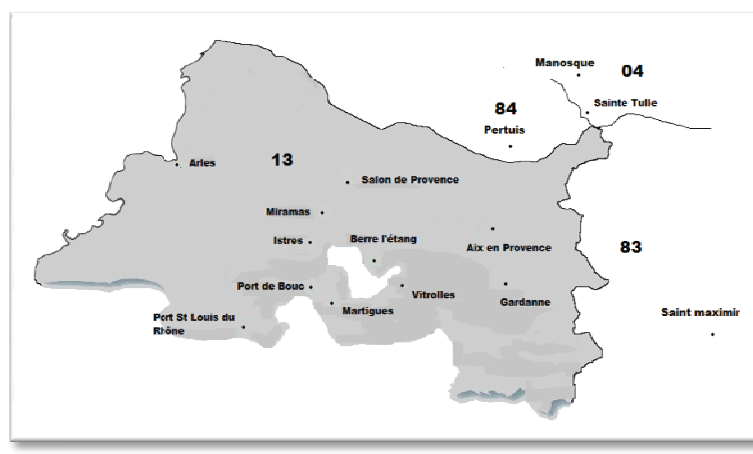 Manosque
04
Sainte Tulle
84
Pertuis
13
Arles
Salon de Provence
Miramas
Istres
Berre l'étang
Aix en Provence
83
Port de Bouc
Vitrolles
Gardanne
Martigues
Saint maximin
Port St Louis du
Rhône